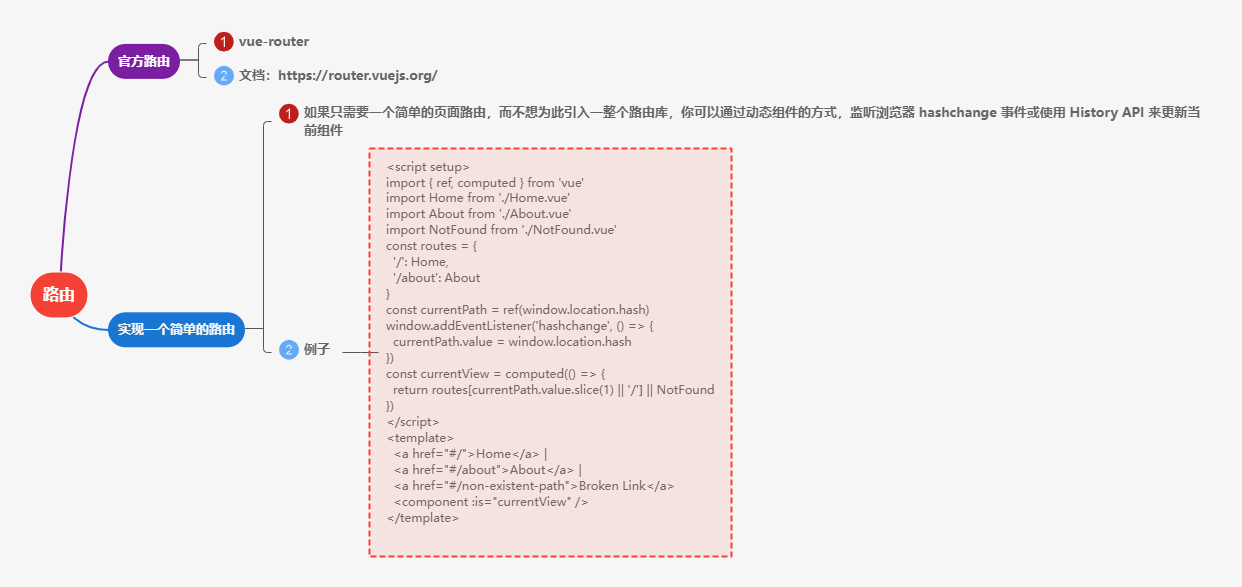 官方路由
1 vue-router
2 文档：https://router.vuejs.org/
路由
实现一个简单的路由
1 如果只需要一个简单的页面路由，而不想为此引入一整个路由库，你可以通过动态组件的方式，监听浏览器 hashchange 事件或使用 History API 来更新当
前组件
2 例子
<script setup>
import { ref, computed } from 'vue'
import Home from './Home.vue'
import About from './About.vue'
import NotFound from './NotFound.vue'
const routes = {
  '/': Home,
  '/about': About
}
const currentPath = ref(window.location.hash)
window.addEventListener('hashchange', () => {
  currentPath.value = window.location.hash
})
const currentView = computed(() => {
  return routes[currentPath.value.slice(1) || '/'] || NotFound
})
</script>
<template>
  <a href="#/">Home</a> |
  <a href="#/about">About</a> |
  <a href="#/non-existent-path">Broken Link</a>
  <component :is="currentView" />
</template>